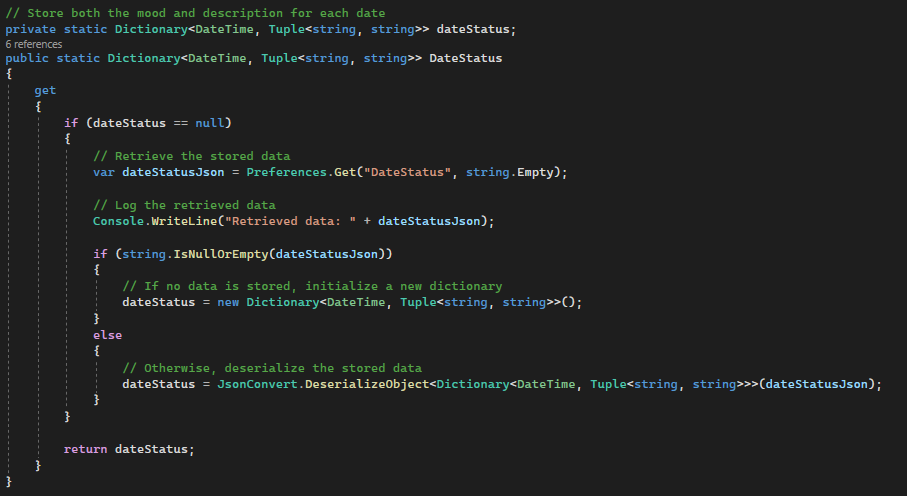 // Store both the mood and description for each date
private static Dictionary<DateTime, Tuple<string, string>> dateStatus;
6 references
public static Dictionary<DateTime, Tuple<string, string>> DateStatus
{
    get
    {
        if (dateStatus == null)
        {
            // Retrieve the stored data
            var dateStatusJson = Preferences.Get("DateStatus", string.Empty);

            // Log the retrieved data
            Console.WriteLine("Retrieved data: " + dateStatusJson);

            if (string.IsNullOrEmpty(dateStatusJson))
            {
                // If no data is stored, initialize a new dictionary
                dateStatus = new Dictionary<DateTime, Tuple<string, string>>();
            }
            else
            {
                // Otherwise, deserialize the stored data
                dateStatus = JsonConvert.DeserializeObject<Dictionary<DateTime, Tuple<string, string>>>(dateStatusJson);
            }
        }

        return dateStatus;
    }
}